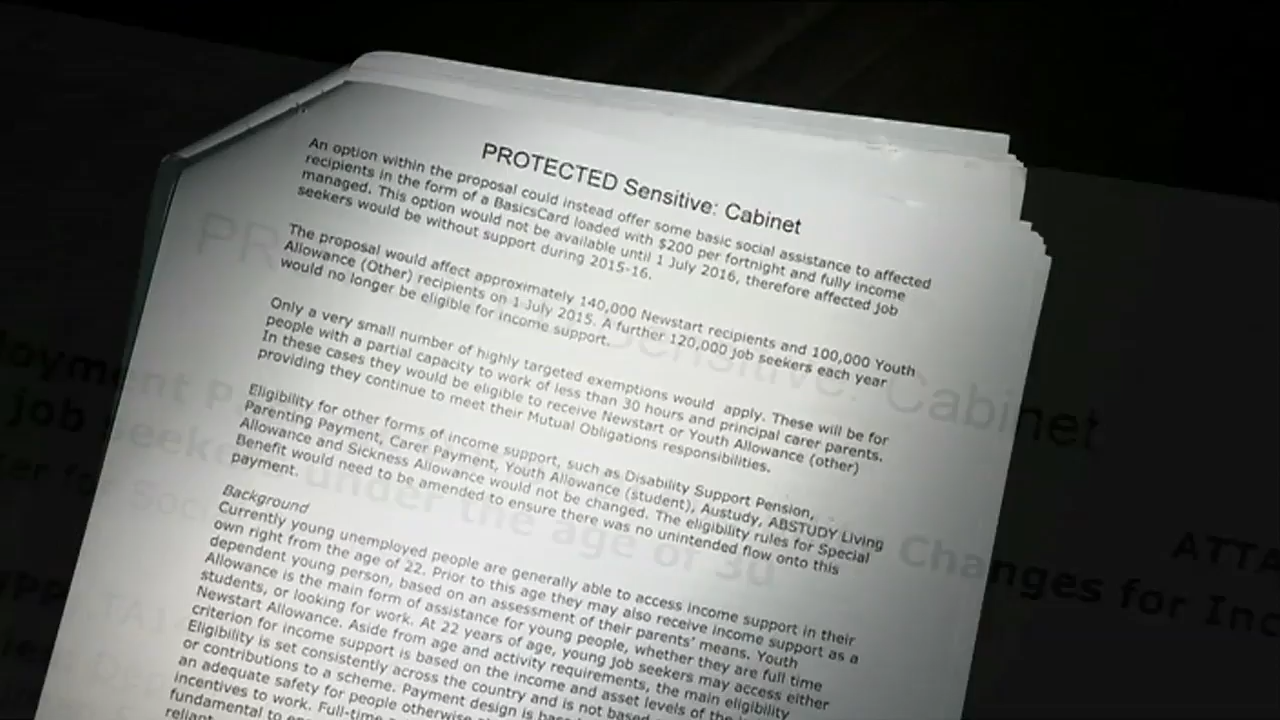 PROTECTED Sensitive: Cabinet
An option within the proposal could instead offer some basic social assistance to affected
recipients in the form of a BasicsCard loaded with $200 per fortnight and fully income
managed. This option would not be available until 1 July 2016, therefore affected job
seekers would be without support during 2015-16.
The proposal would affect approximately 140,000 Newstart recipients and 100,000 Youth
Allowance (Other) recipients on 1 July 2015. A further 120,000 job seekers each year
would no longer be eligible for income support.
Only a very small number of highly targeted exemptions would apply. These will be for
people with a partial capacity to work of less than 30 hours and principal carer parents.
In these cases they would be eligible to receive Newstart or Youth Allowance (other)
providing they continue to meet their Mutual Obligations responsibilities.
Eligibility for other forms of income support, such as Disability Support Pension,
Parenting Payment, Carer Payment, Youth Allowance (student), Austudy, ABSTUDY Living
Allowance and Sickness Allowance would not be changed. The eligibility rules for Special
Benefit would need to be amended to ensure there was no unintended flow onto this
payment.
Background
Currently young unemployed people are generally able to access income support in their
own right from the age of 22. Prior to this age they may also receive income support as a
dependent young person, based on an assessment of their parents' means. Youth
Allowance is the main form of assistance for young people, whether they are full time
students, or looking for work. At 22 years of age, young job seekers may access either
Newstart Allowance. Aside from age and activity requirements, the main eligibility
criterion for income support is based on the income and asset levels of the
Eligibility is set consistently across the country and is not based
or contributions to a scheme. Payment design is
an adequate safety for people otherwise
incentives to work. Full-time
fundamental to
reliant
Sensitive: Cabinet
job seekers under the age of 30
Changes for Inc
ATTA